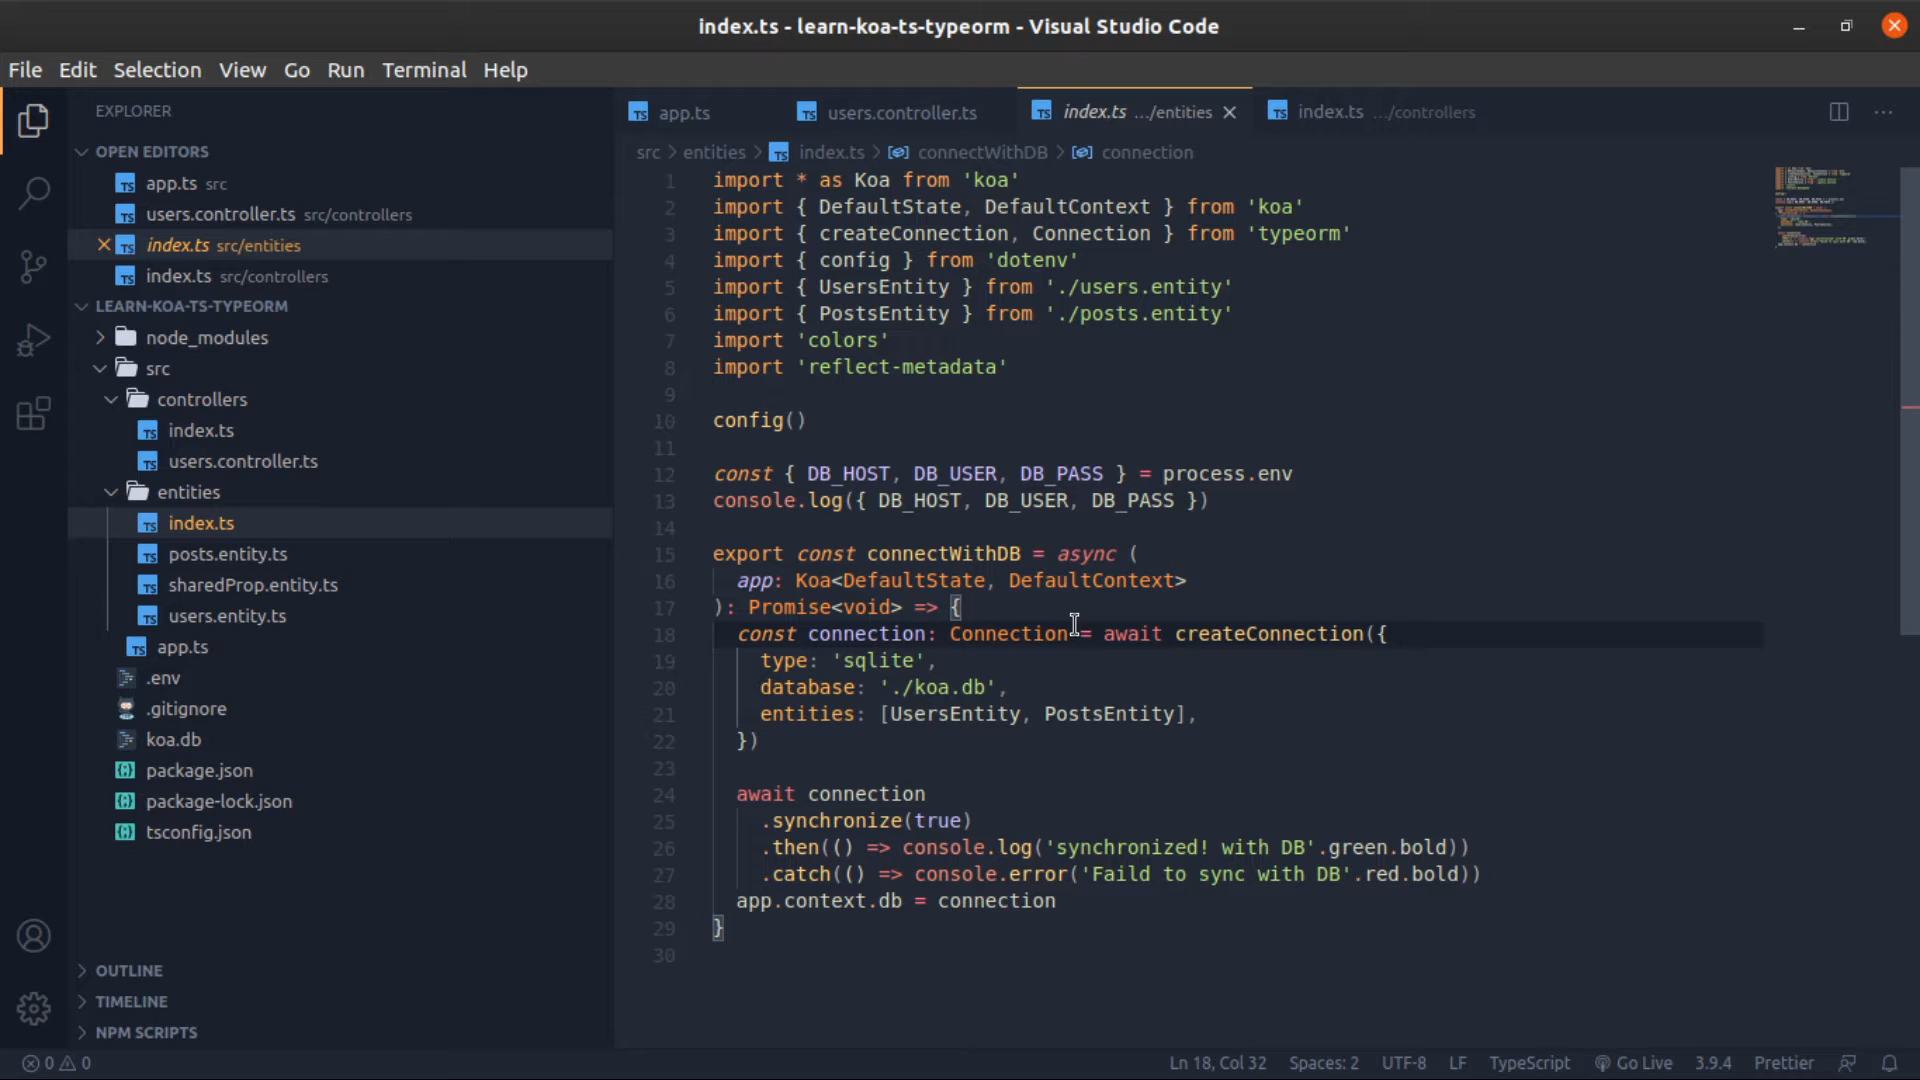 index.ts - learn-koa-ts-typeorm - Visual Studio Code
File Edit Selection View Go Run Terminal Help
EXPLORER
OPEN EDITORS
app.ts src
users.controller.ts src/controllers
index.ts src/entities
index.ts src/controllers
LEARN-KOA-TS-TYPEORM
node_modules
src
controllers
index.ts
users.controller.ts
entities
index.ts
posts.entity.ts
sharedProp.entity.ts
users.entity.ts
app.ts
.env
.gitignore
koa.db
package.json
package-lock.json
tsconfig.json
OUTLINE
TIMELINE
NPM SCRIPTS
app.ts users.controller.ts index.ts .../entities index.ts .../controllers
src > entities > index.ts > connectWithDB > connection
1 import * as Koa from 'koa'
2 import { DefaultState, DefaultContext } from 'koa'
3 import { createConnection, Connection } from 'typeorm'
4 import { config } from 'dotenv'
5 import { UsersEntity } from './users.entity'
6 import { PostsEntity } from './posts.entity'
7 import 'colors'
8 import 'reflect-metadata'
9
10 config()
11
12 const { DB_HOST, DB_USER, DB_PASS } = process.env
13 console.log({ DB_HOST, DB_USER, DB_PASS })
14
15 export const connectWithDB = async (
16 app: Koa<DefaultState, DefaultContext>
17 ): Promise<void> => {
18 const connection: Connection = await createConnection({
19 type: 'sqlite',
20 database: './koa.db',
21 entities: [UsersEntity, PostsEntity],
22 })
23
24 await connection
25 .synchronize(true)
26 .then(() => console.log('synchronized! with DB'.green.bold))
27 .catch(() => console.error('Faild to sync with DB'.red.bold))
28 app.context.db = connection
29 }
30
0 0 Ln 18, Col 32 Spaces: 2 UTF-8 LF TypeScript Go Live 3.9.4 Prettier